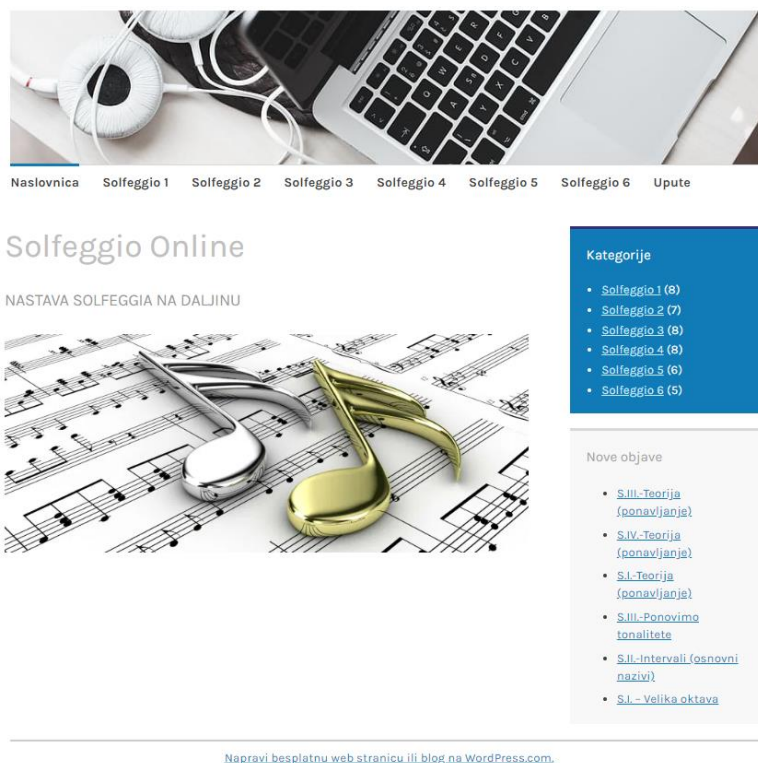 Naslovnica Solfeggio 1 Solfeggio 2 Solfeggio 3 Solfeggio 4 Solfeggio 5 Solfeggio 6 Upute
Solfeggio Online
NASTAVA SOLFEGGIA NA DALJINU
Kategorije
Solfeggio 1 (8)
Solfeggio 2 (7)
Solfeggio 3 (8)
Solfeggio 4 (8)
Solfeggio 5 (6)
Solfeggio 6 (5)
Nove objave
S.III.-Teorija
(ponavljanje)
S.IV.-Teorija
(ponavljanje)
S.I.-Teorija
(ponavljanje)
S.III.-Ponovimo
tonalitete
S.II.-Intervali (osnovni
nazivi)
S.I. – Velika oktava
Napravi besplatnu web stranicu ili blog na WordPress.com.